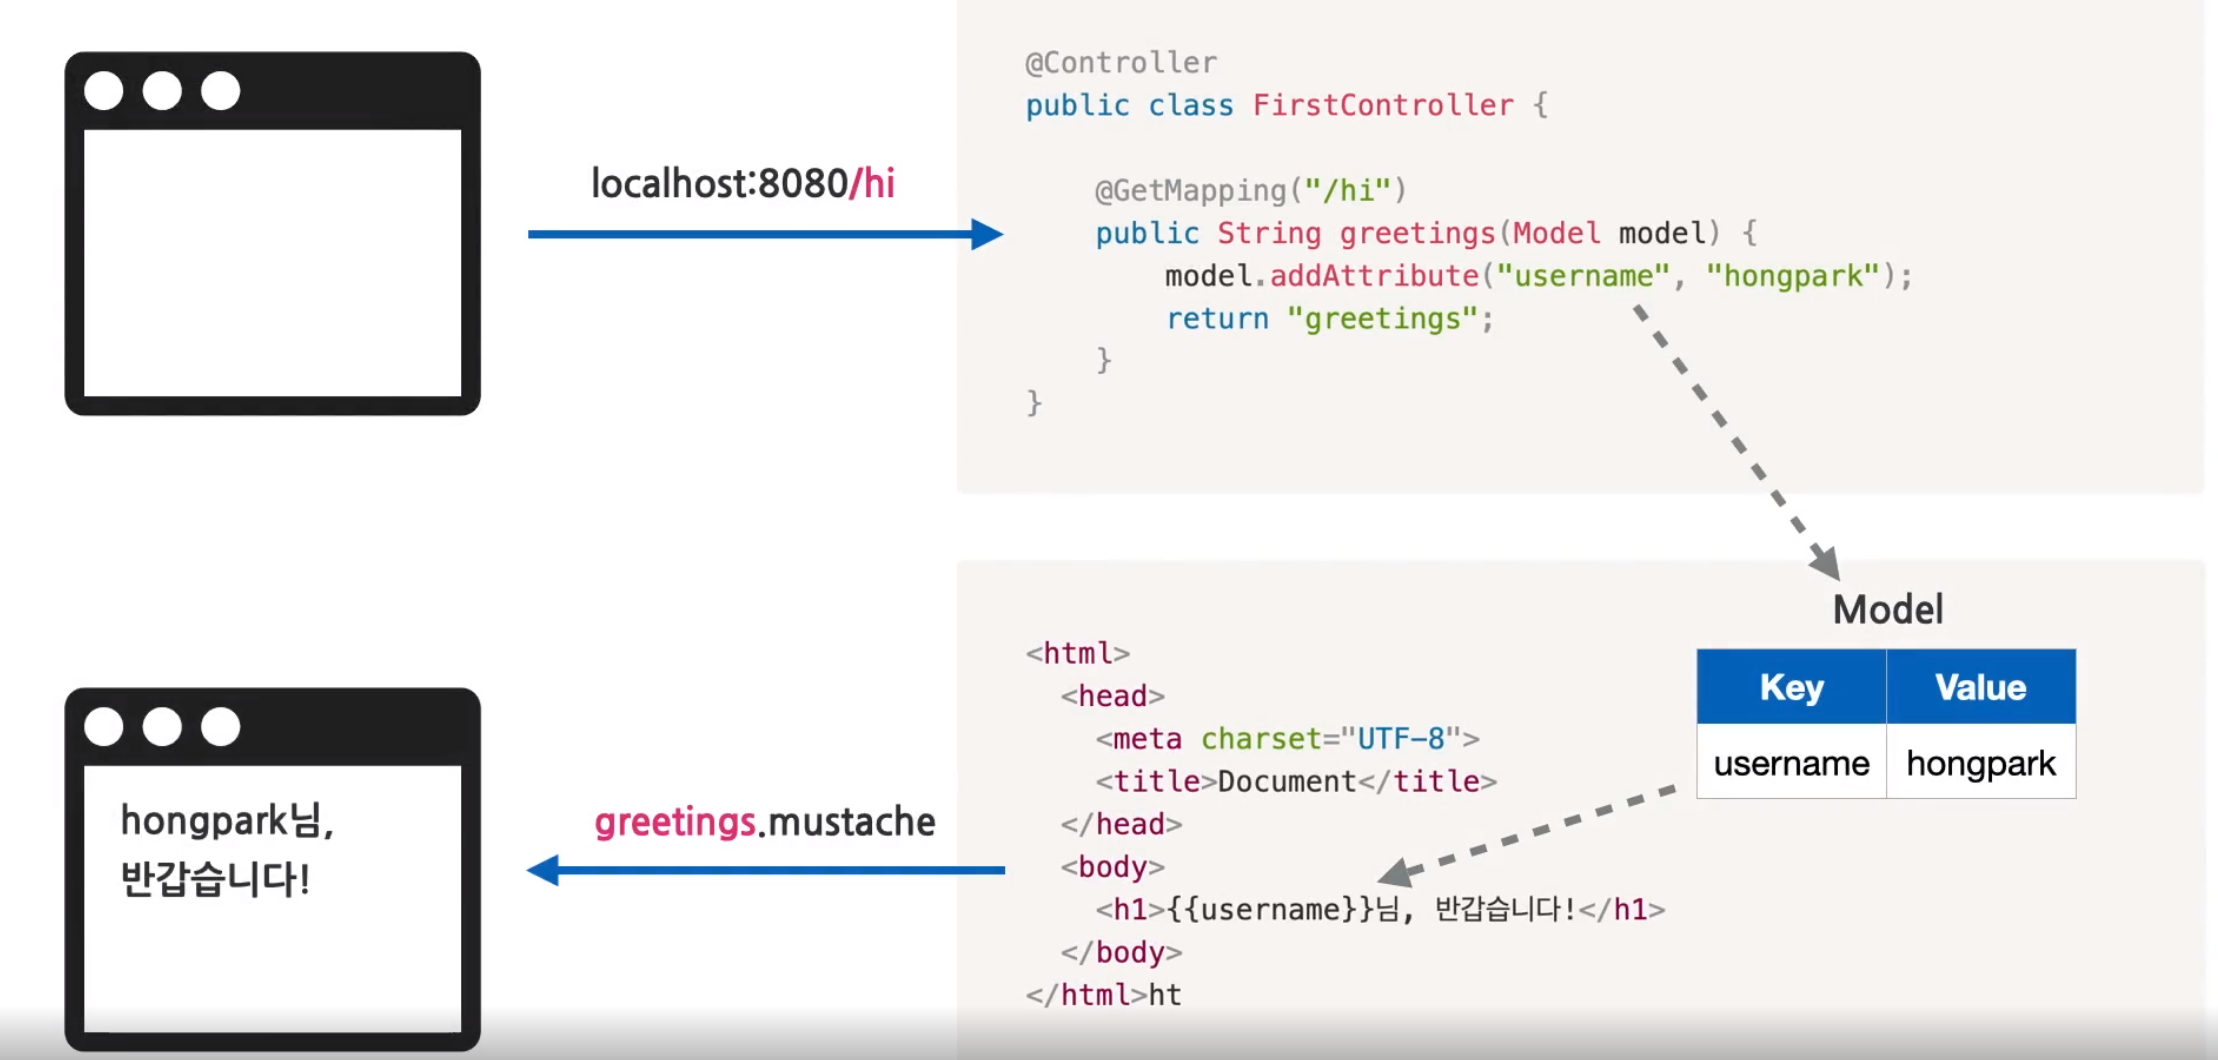 localhost:8080/hi
@Controller
public class FirstController {
@GetMapping("/hi")
public String greetings(Model model) {
model.addAttribute("username", "hongpark");
return "greetings";
}
}
Model
Key Value
username hongpark
<html>
<head>
<meta charset="UTF-8">
<title>Document</title>
</head>
<body>
<h1>{{username}}님, 반갑습니다!</h1>
</body>
</html>ht
greetings.mustache
hongpark님,
반갑습니다!